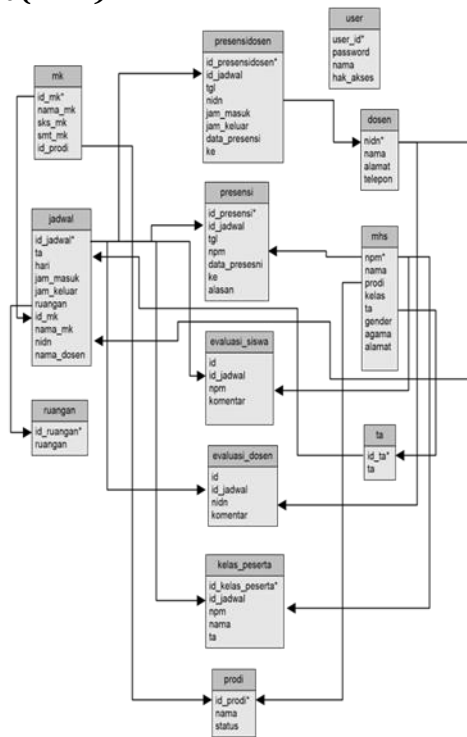 user
user_id*
password
nama
hak_akses
presensidosen
id_presensidosen*
id_jadwal
tgl
nidn
jam_masuk
jam_keluar
data_presensi
ke
mk
id_mk*
nama_mk
sks_mk
smt_mk
id_prodi
dosen
nidn*
nama
alamat
telepon
presensi
id_presensi*
id_jadwal
tgl
npm
data_presesni
ke
alasan
jadwal
id_jadwal*
ta
hari
jam_masuk
jam_keluar
ruangan
id_mk
nama_mk
nidn
nama_dosen
mhs
npm*
nama
prodi
kelas
ta
gender
agama
alamat
evaluasi_siswa
id
id_jadwal
npm
komentar
ruangan
id_ruangan*
ruangan
ta
id_ta*
ta
evaluasi_dosen
id
id_jadwal
nidn
komentar
kelas_peserta
id_kelas_peserta*
id_jadwal
npm
nama
ta
prodi
id_prodi*
nama
status